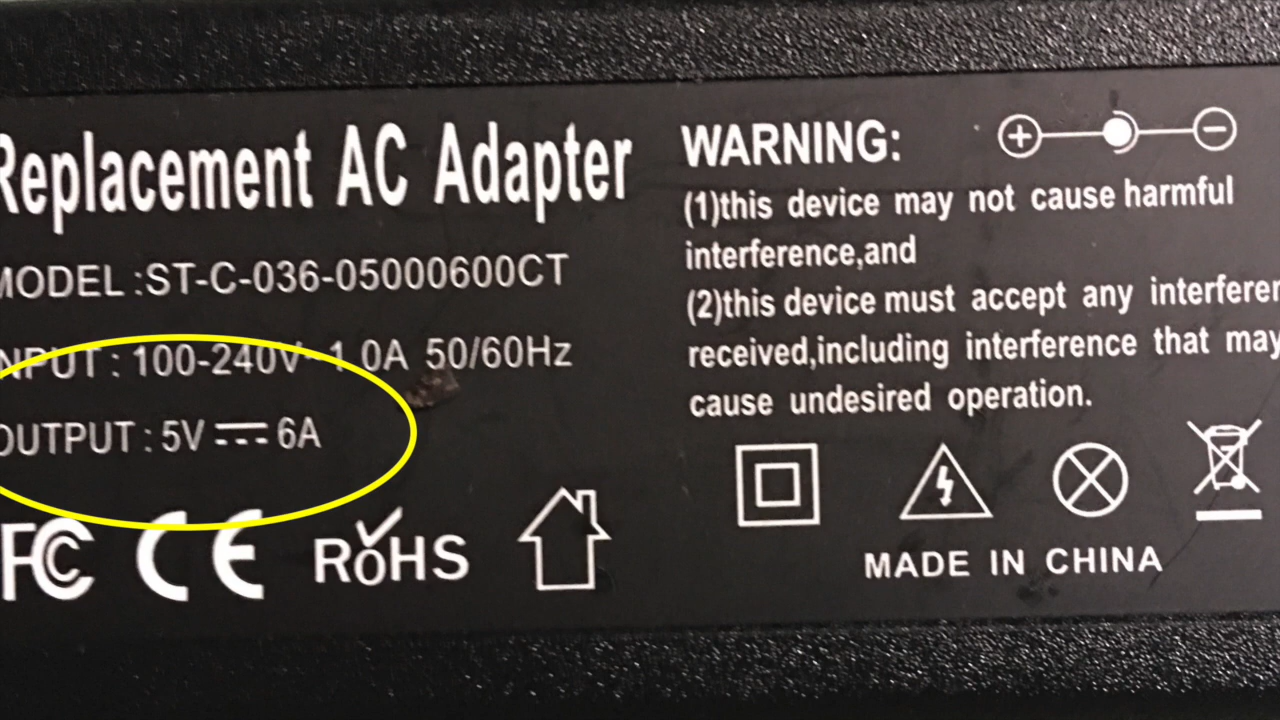 Replacement AC Adapter
MODEL :ST-C-036-05000600CT
INPUT : 100-240V~1.0A 50/60Hz
OUTPUT : 5V 6A
FC CE RoHS
WARNING:
(1)this device may not cause harmful
interference,and
(2)this device must accept any
received,including interference that may
cause undesired operation.
MADE IN CHINA